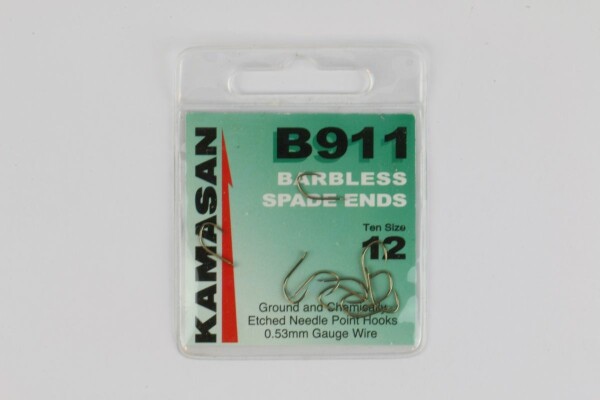 KAMASAN
B911
BARBLESS
SPADE ENDS
Ten Size
12
Ground and Chemically
Etched Needle Point Hooks
0.53mm Gauge Wire